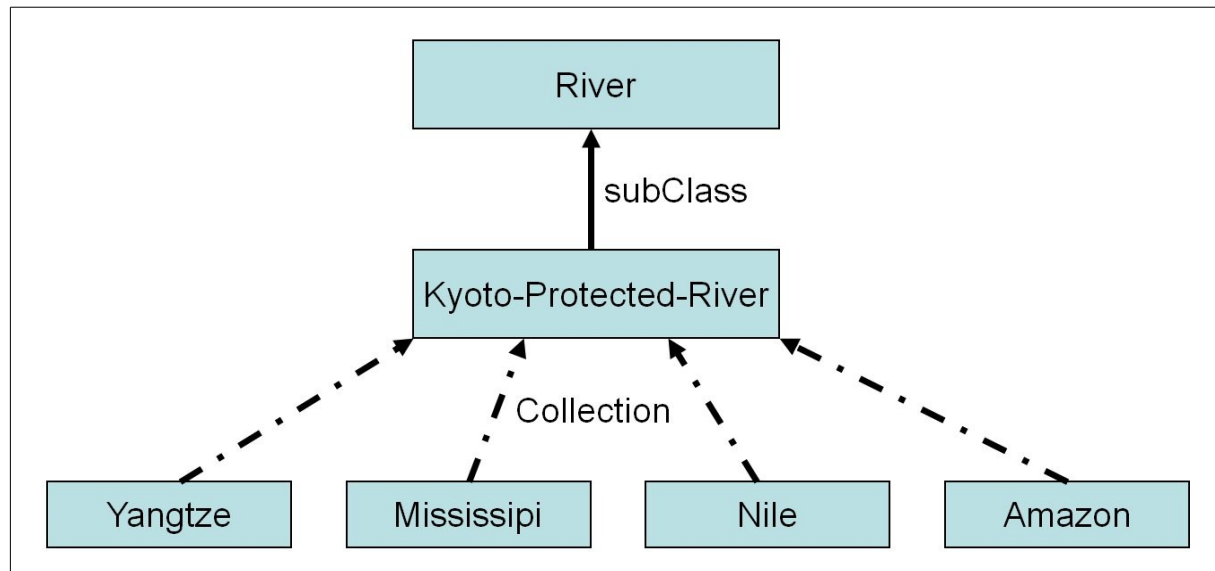 River
subClass
Kyoto-Protected-River
Collection
Yangtze
Mississipi
Nile
Amazon